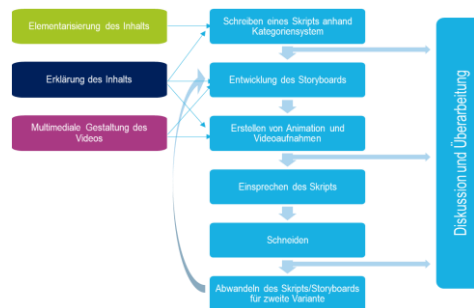 Elementarisierung des Inhalts
Erklärung des Inhalts
Multimediale Gestaltung des
Videos
Schreiben eines Skripts anhand
Kategoriensystem
Entwicklung des Storyboards
Erstellen von Animation und
Videoaufnahmen
Einsprechen des Skripts
Schneiden
Abwandeln des Skripts/Storyboards
für zweite Variante
Diskussion und Überarbeitung